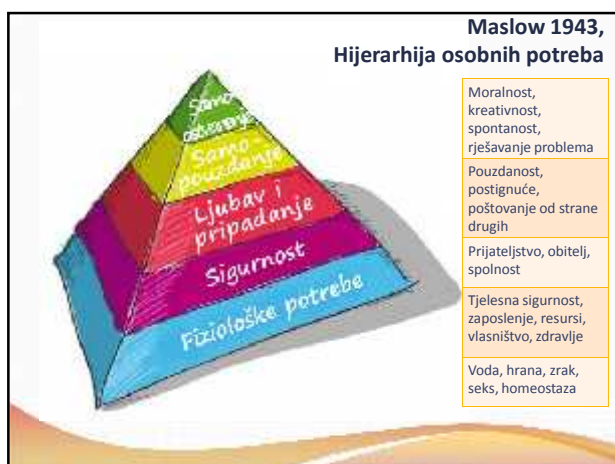 Maslow 1943,
Hijerarhija osobnih potreba
Samo-
ostvarenje
Samo-
pouzdanje
Ljubav i
pripadanje
Sigurnost
Fiziološke potrebe
Moralnost,
kreativnost,
spontanost,
rješavanje problema
Pouzdanost,
postignuće,
poštovanje od strane
drugih
Prijateljstvo, obitelj,
spolnost
Tjelesna sigurnost,
zaposlenje, resursi,
vlasništvo, zdravlje
Voda, hrana, zrak,
seks, homeostaza